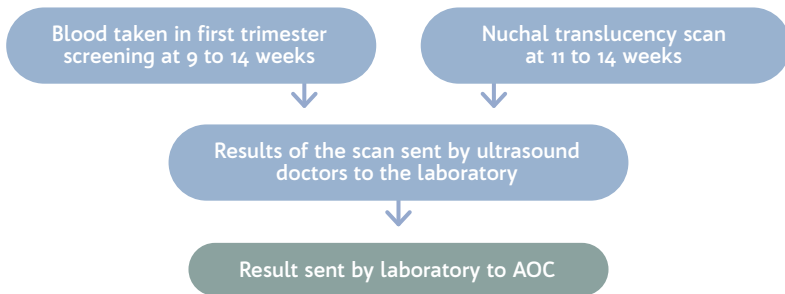 Blood taken in first trimester
screening at 9 to 14 weeks
Nuchal translucency scan
at 11 to 14 weeks
Results of the scan sent by ultrasound
doctors to the laboratory
Result sent by laboratory to AOC